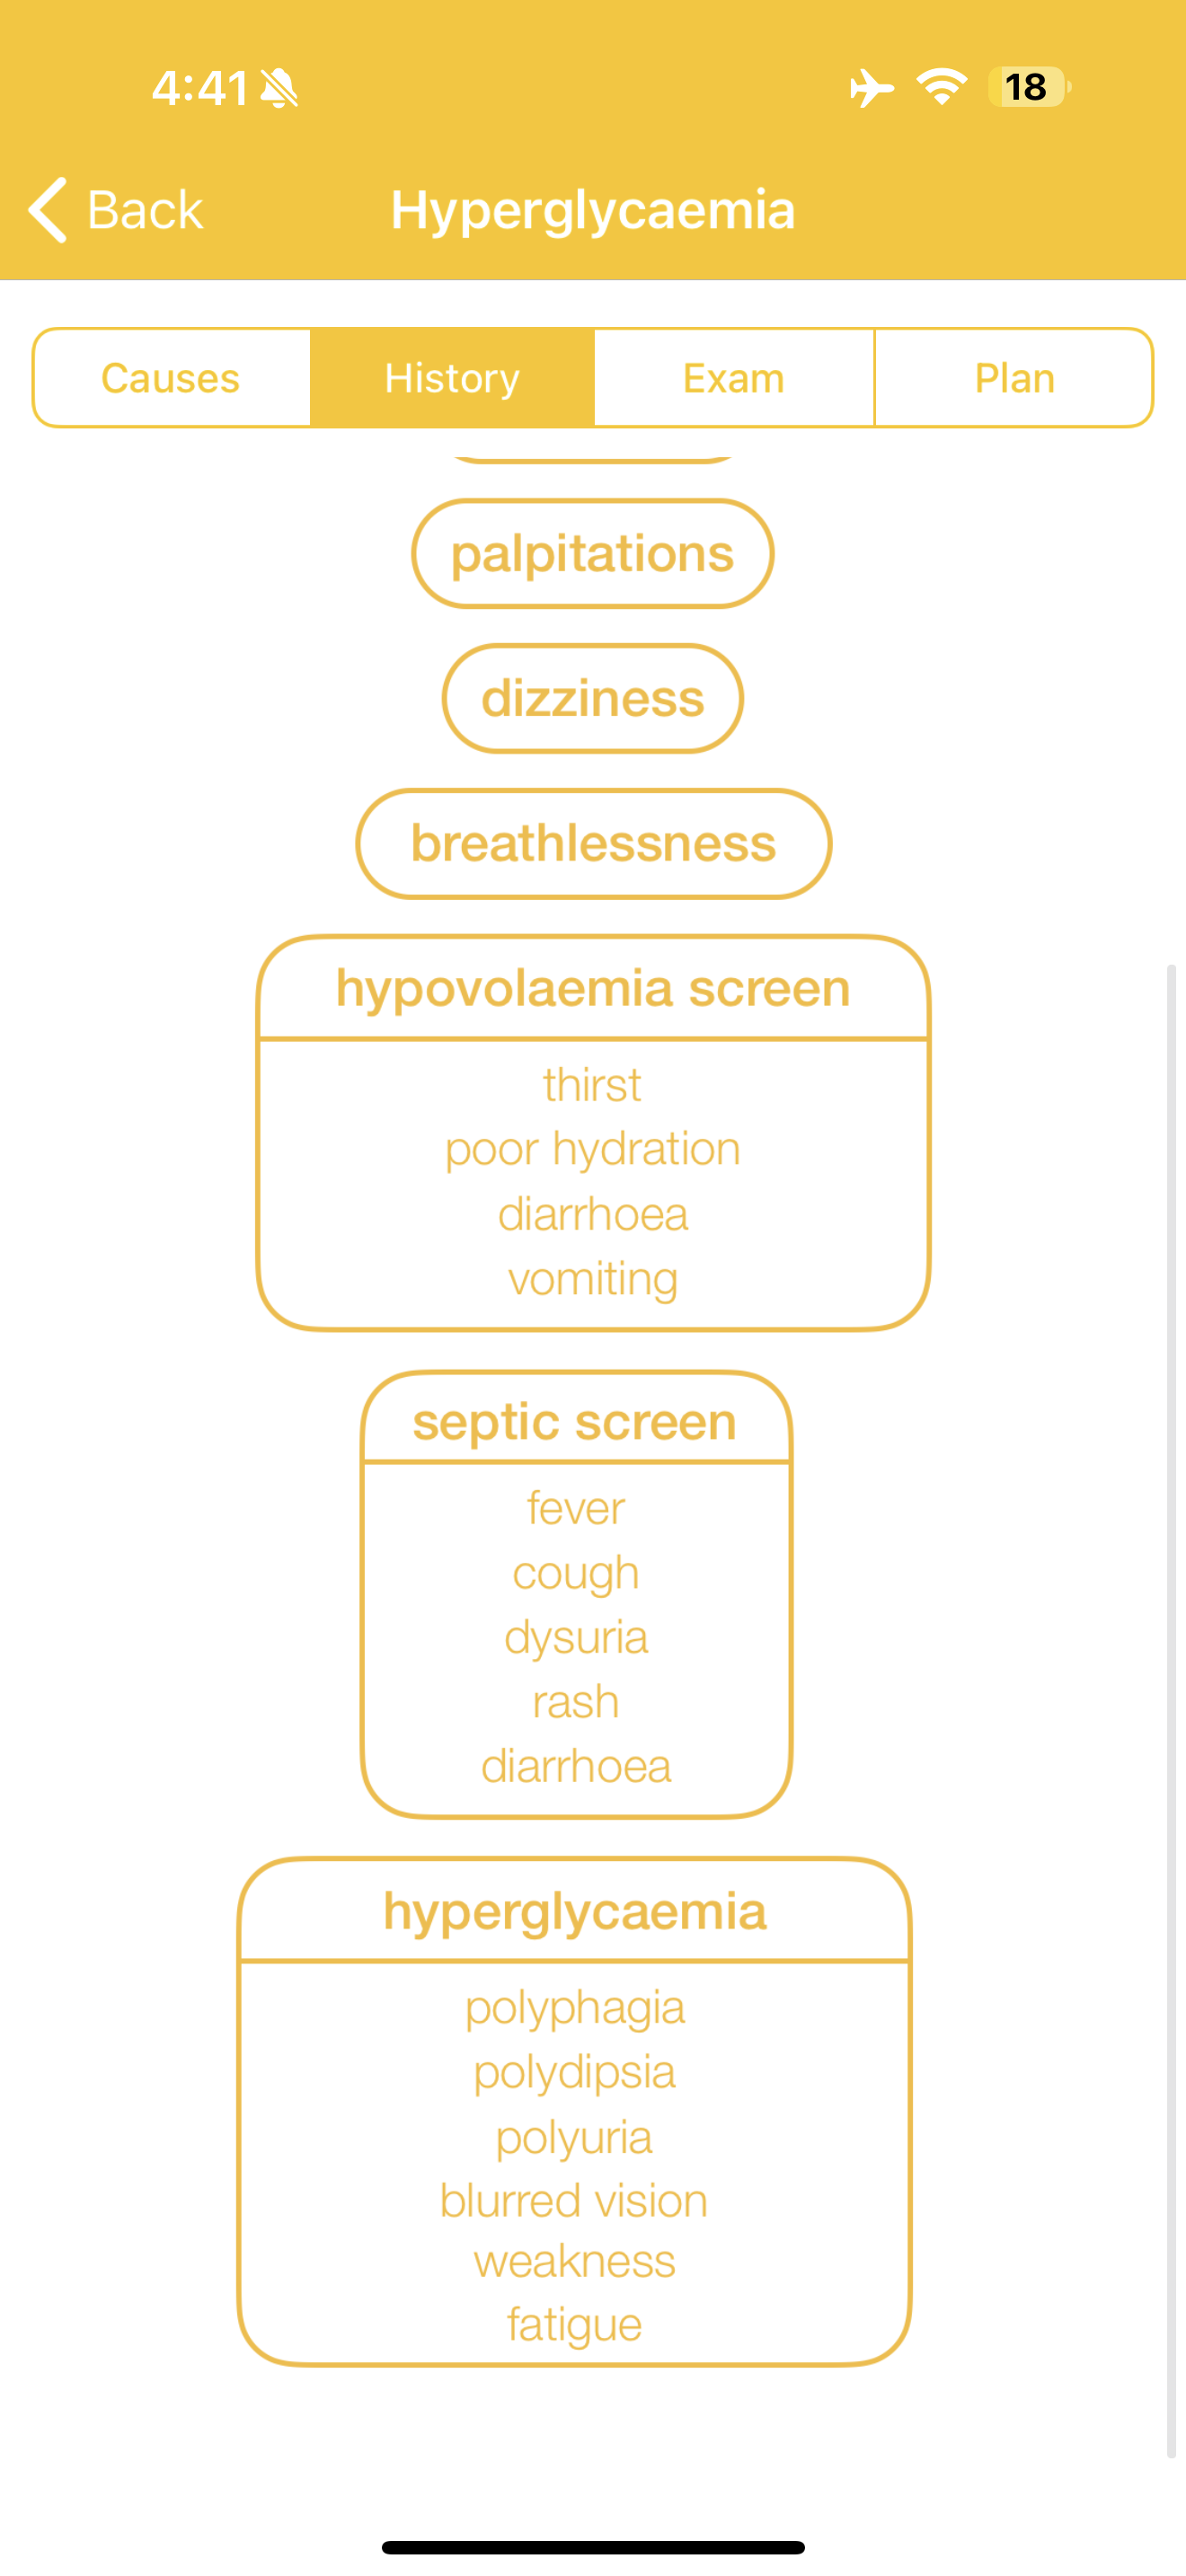 4:41
18
Back
Hyperglycaemia
Causes
History
Exam
Plan
palpitations
dizziness
breathlessness
hypovolaemia screen
thirst
poor hydration
diarrhoea
vomiting
septic screen
fever
cough
dysuria
rash
diarrhoea
hyperglycaemia
polyphagia
polydipsia
polyuria
blurred vision
weakness
fatigue